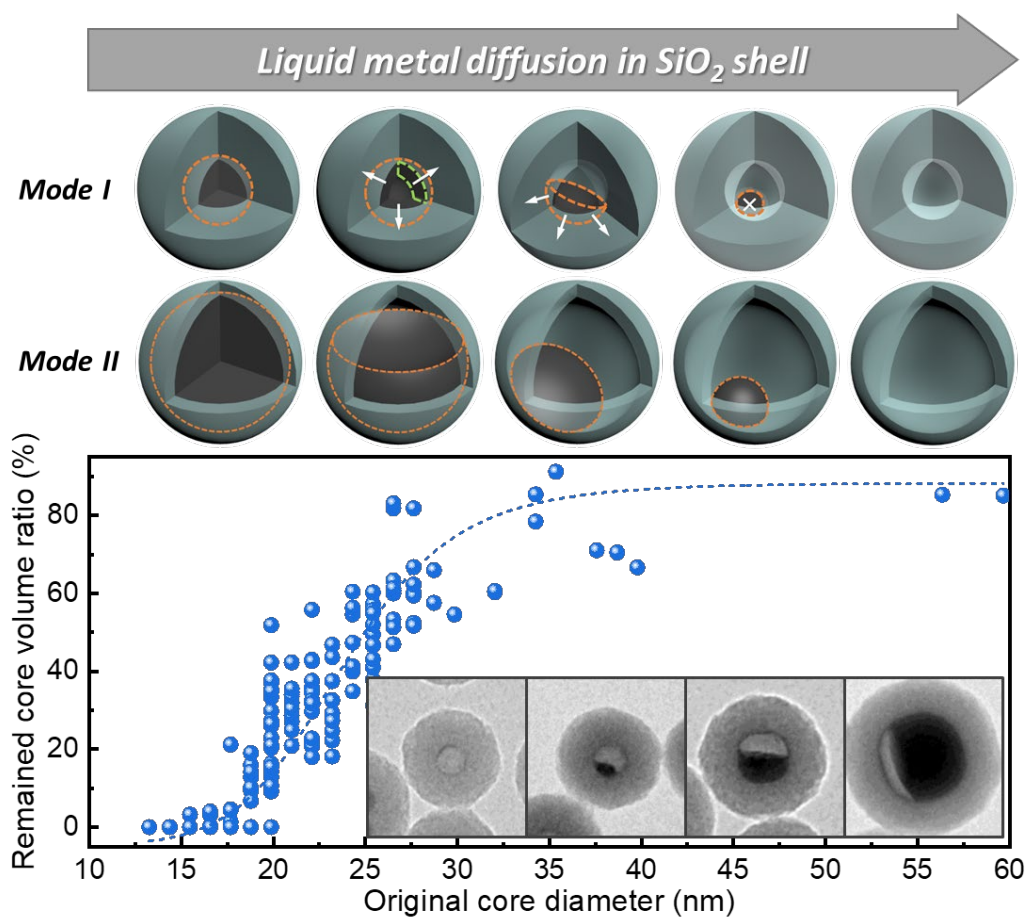 Liquid metal diffusion in SiO₂ shell
Mode I
Mode II
Remained core volume ratio (%)
80
60
40
20
0
10 15 20 25 30 35 40 45 50 55 60
Original core diameter (nm)